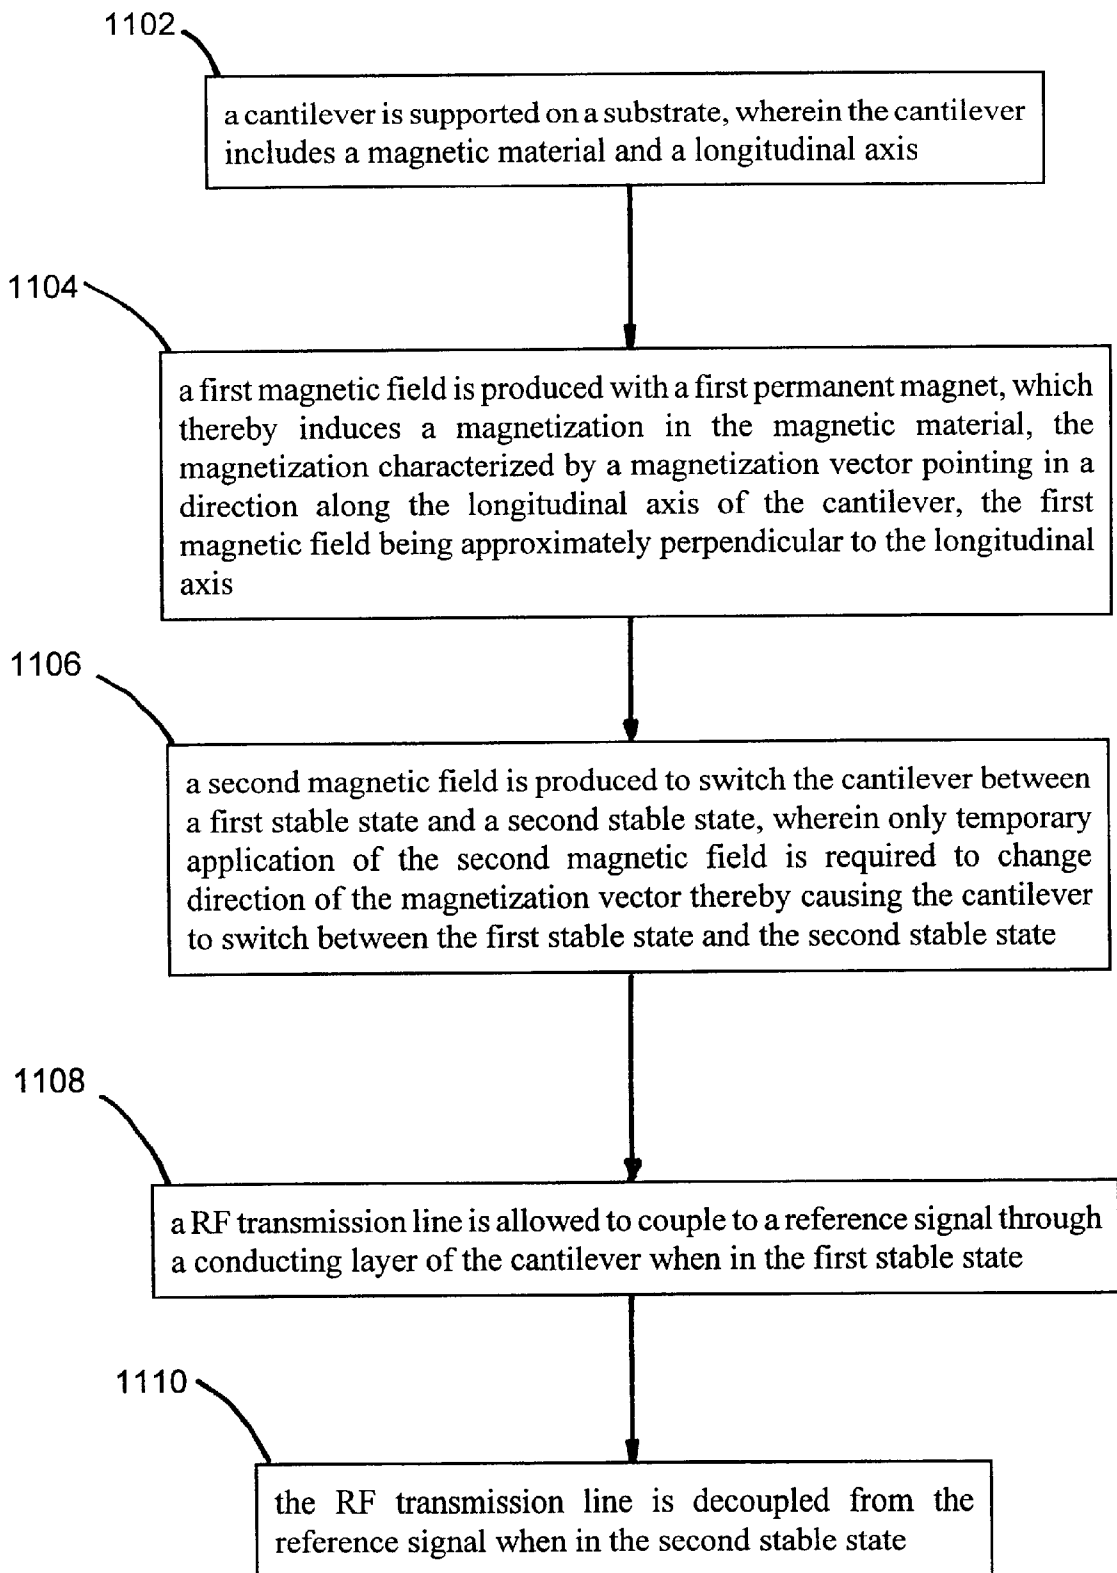 1102
a cantilever is supported on a substrate, wherein the cantilever
includes a magnetic material and a longitudinal axis
1104
a first magnetic field is produced with a first permanent magnet, which
thereby induces a magnetization in the magnetic material, the
magnetization characterized by a magnetization vector pointing in a
direction along the longitudinal axis of the cantilever, the first
magnetic field being approximately perpendicular to the longitudinal
axis
1106
a second magnetic field is produced to switch the cantilever between
a first stable state and a second stable state, wherein only temporary
application of the second magnetic field is required to change
direction of the magnetization vector thereby causing the cantilever
to switch between the first stable state and the second stable state
1108
a RF transmission line is allowed to couple to a reference signal through
a conducting layer of the cantilever when in the first stable state
1110
the RF transmission line is decoupled from the
reference signal when in the second stable state